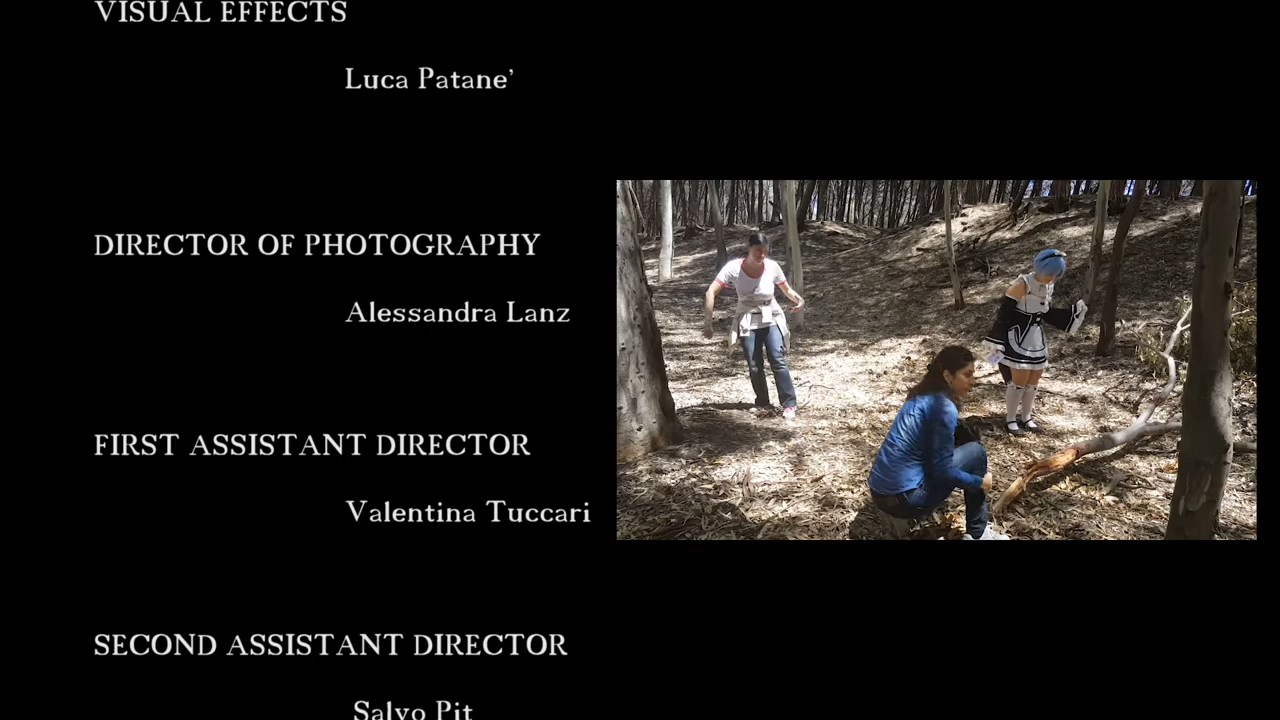 VISUAL EFFECTS
Luca Patane'
DIRECTOR OF PHOTOGRAPHY
Alessandra Lanz
FIRST ASSISTANT DIRECTOR
Valentina Tuccari
SECOND ASSISTANT DIRECTOR
Salvo Pit